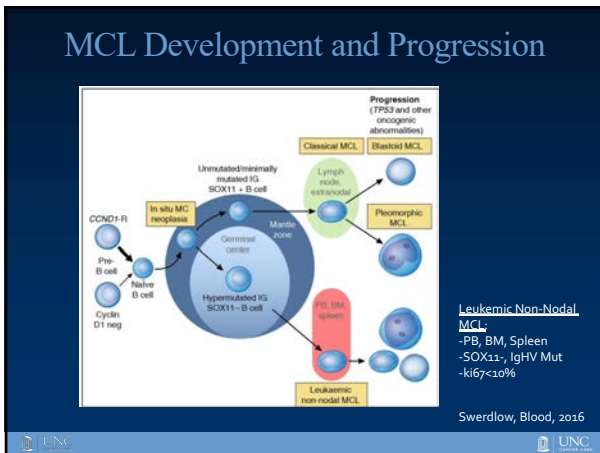 MCL Development and Progression
Progression
(TP53 and other
oncogenic
abnormalities)
Classical MCL
Blastoid MCL
Unmutated/minimally
mutated IG
SOX11 + B cell
Lymph
node,
extranodal
In situ MC
neoplasia
CCND1-R
Mantle
zone
Pleomorphic
MCL
Germinal
center
Pre-
B cell
Naïve
B cell
Hypermutated IG
SOX11– B cell
Cyclin
D1 neg
PB, BM,
spleen
Leukaemic
non-nodal MCL
Leukemic Non-Nodal
MCL:
-PB, BM, Spleen
-SOX11-, IgHV Mut
-ki67<10%
Swerdlow, Blood, 2016
UNC
UNC
CANCER CARE